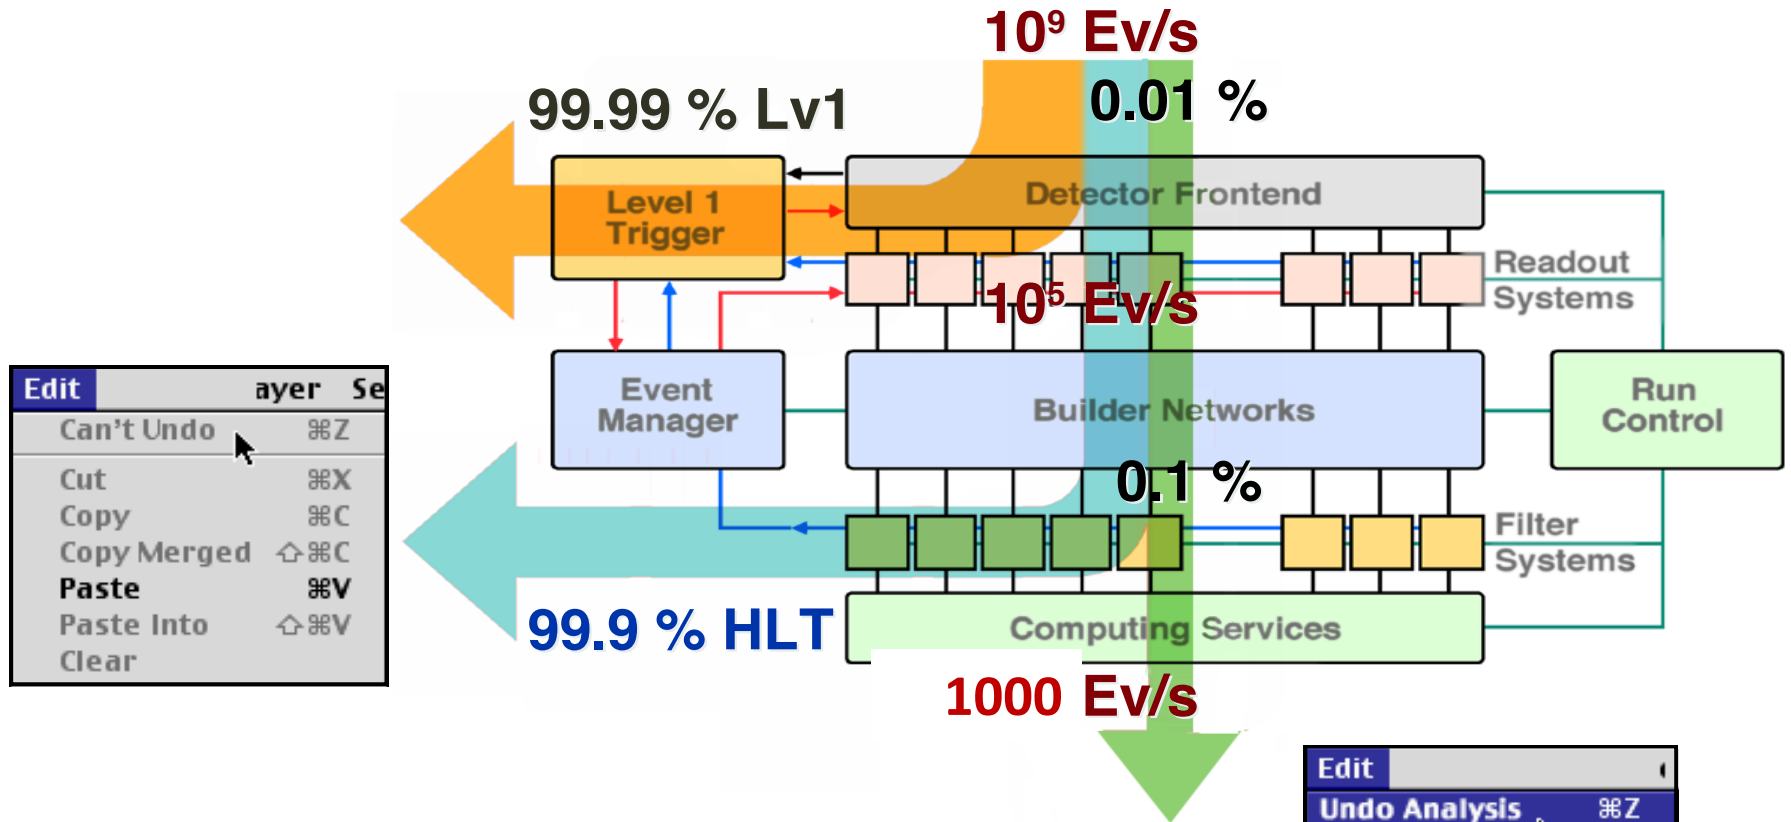 10⁹ Ev/s
99.99 % Lv1
0.01 %
Level 1
Trigger
Detector Frontend
Readout
Systems
10⁵ Ev/s
Event
Manager
Builder Networks
Run
Control
0.1 %
Filter
Systems
99.9 % HLT
Computing Services
1000 Ev/s
Edit ayer Se
Can't Undo ⌘Z
Cut ⌘X
Copy ⌘C
Copy Merged ⇧⌘C
Paste ⌘V
Paste Into ⇧⌘V
Clear
Edit
Undo Analysis ⌘Z